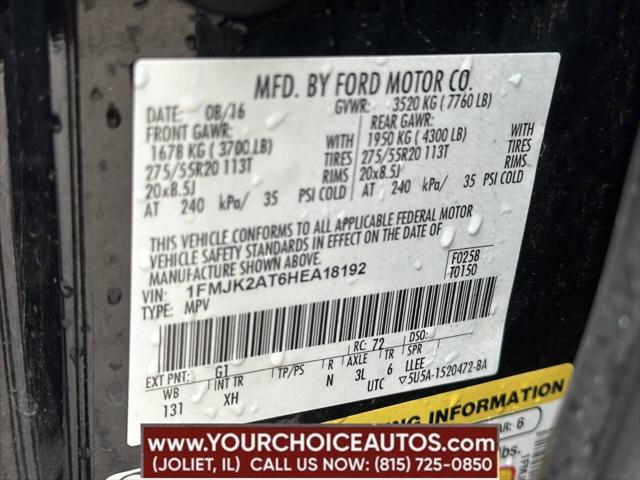 MFD. BY FORD MOTOR CO.
DATE: 08/16 GVWR: 3520 KG ( 7760 LB)
FRONT GAWR: REAR GAWR:
1678 KG ( 3700 LB) WITH 1950 KG ( 4300 LB) WITH
275/55R20 113T TIRES 275/55R20 113T TIRES
20x8.5J RIMS 20x8.5J RIMS
AT 240 kPa/ 35 PSI COLD AT 240 kPa/ 35 PSI COLD
THIS VEHICLE CONFORMS TO ALL APPLICABLE FEDERAL MOTOR
VEHICLE SAFETY STANDARDS IN EFFECT ON THE DATE OF
MANUFACTURE SHOWN ABOVE.
VIN: 1FMJK2AT6HEA18192 F0258
TYPE: MPV T0150
EXT PNT: G1 RC: 72 DSO:
WB INT TR TP/PS R AXLE TR SPR
131 XH N 3L 6 LLEE
UTC ▽5U5A-1520472-BA
ING INFORMATION
AR: 6
lbs.
WWW.YOURCHOICEAUTOS.COM
(JOLIET, IL) CALL US NOW: (815) 725-0850